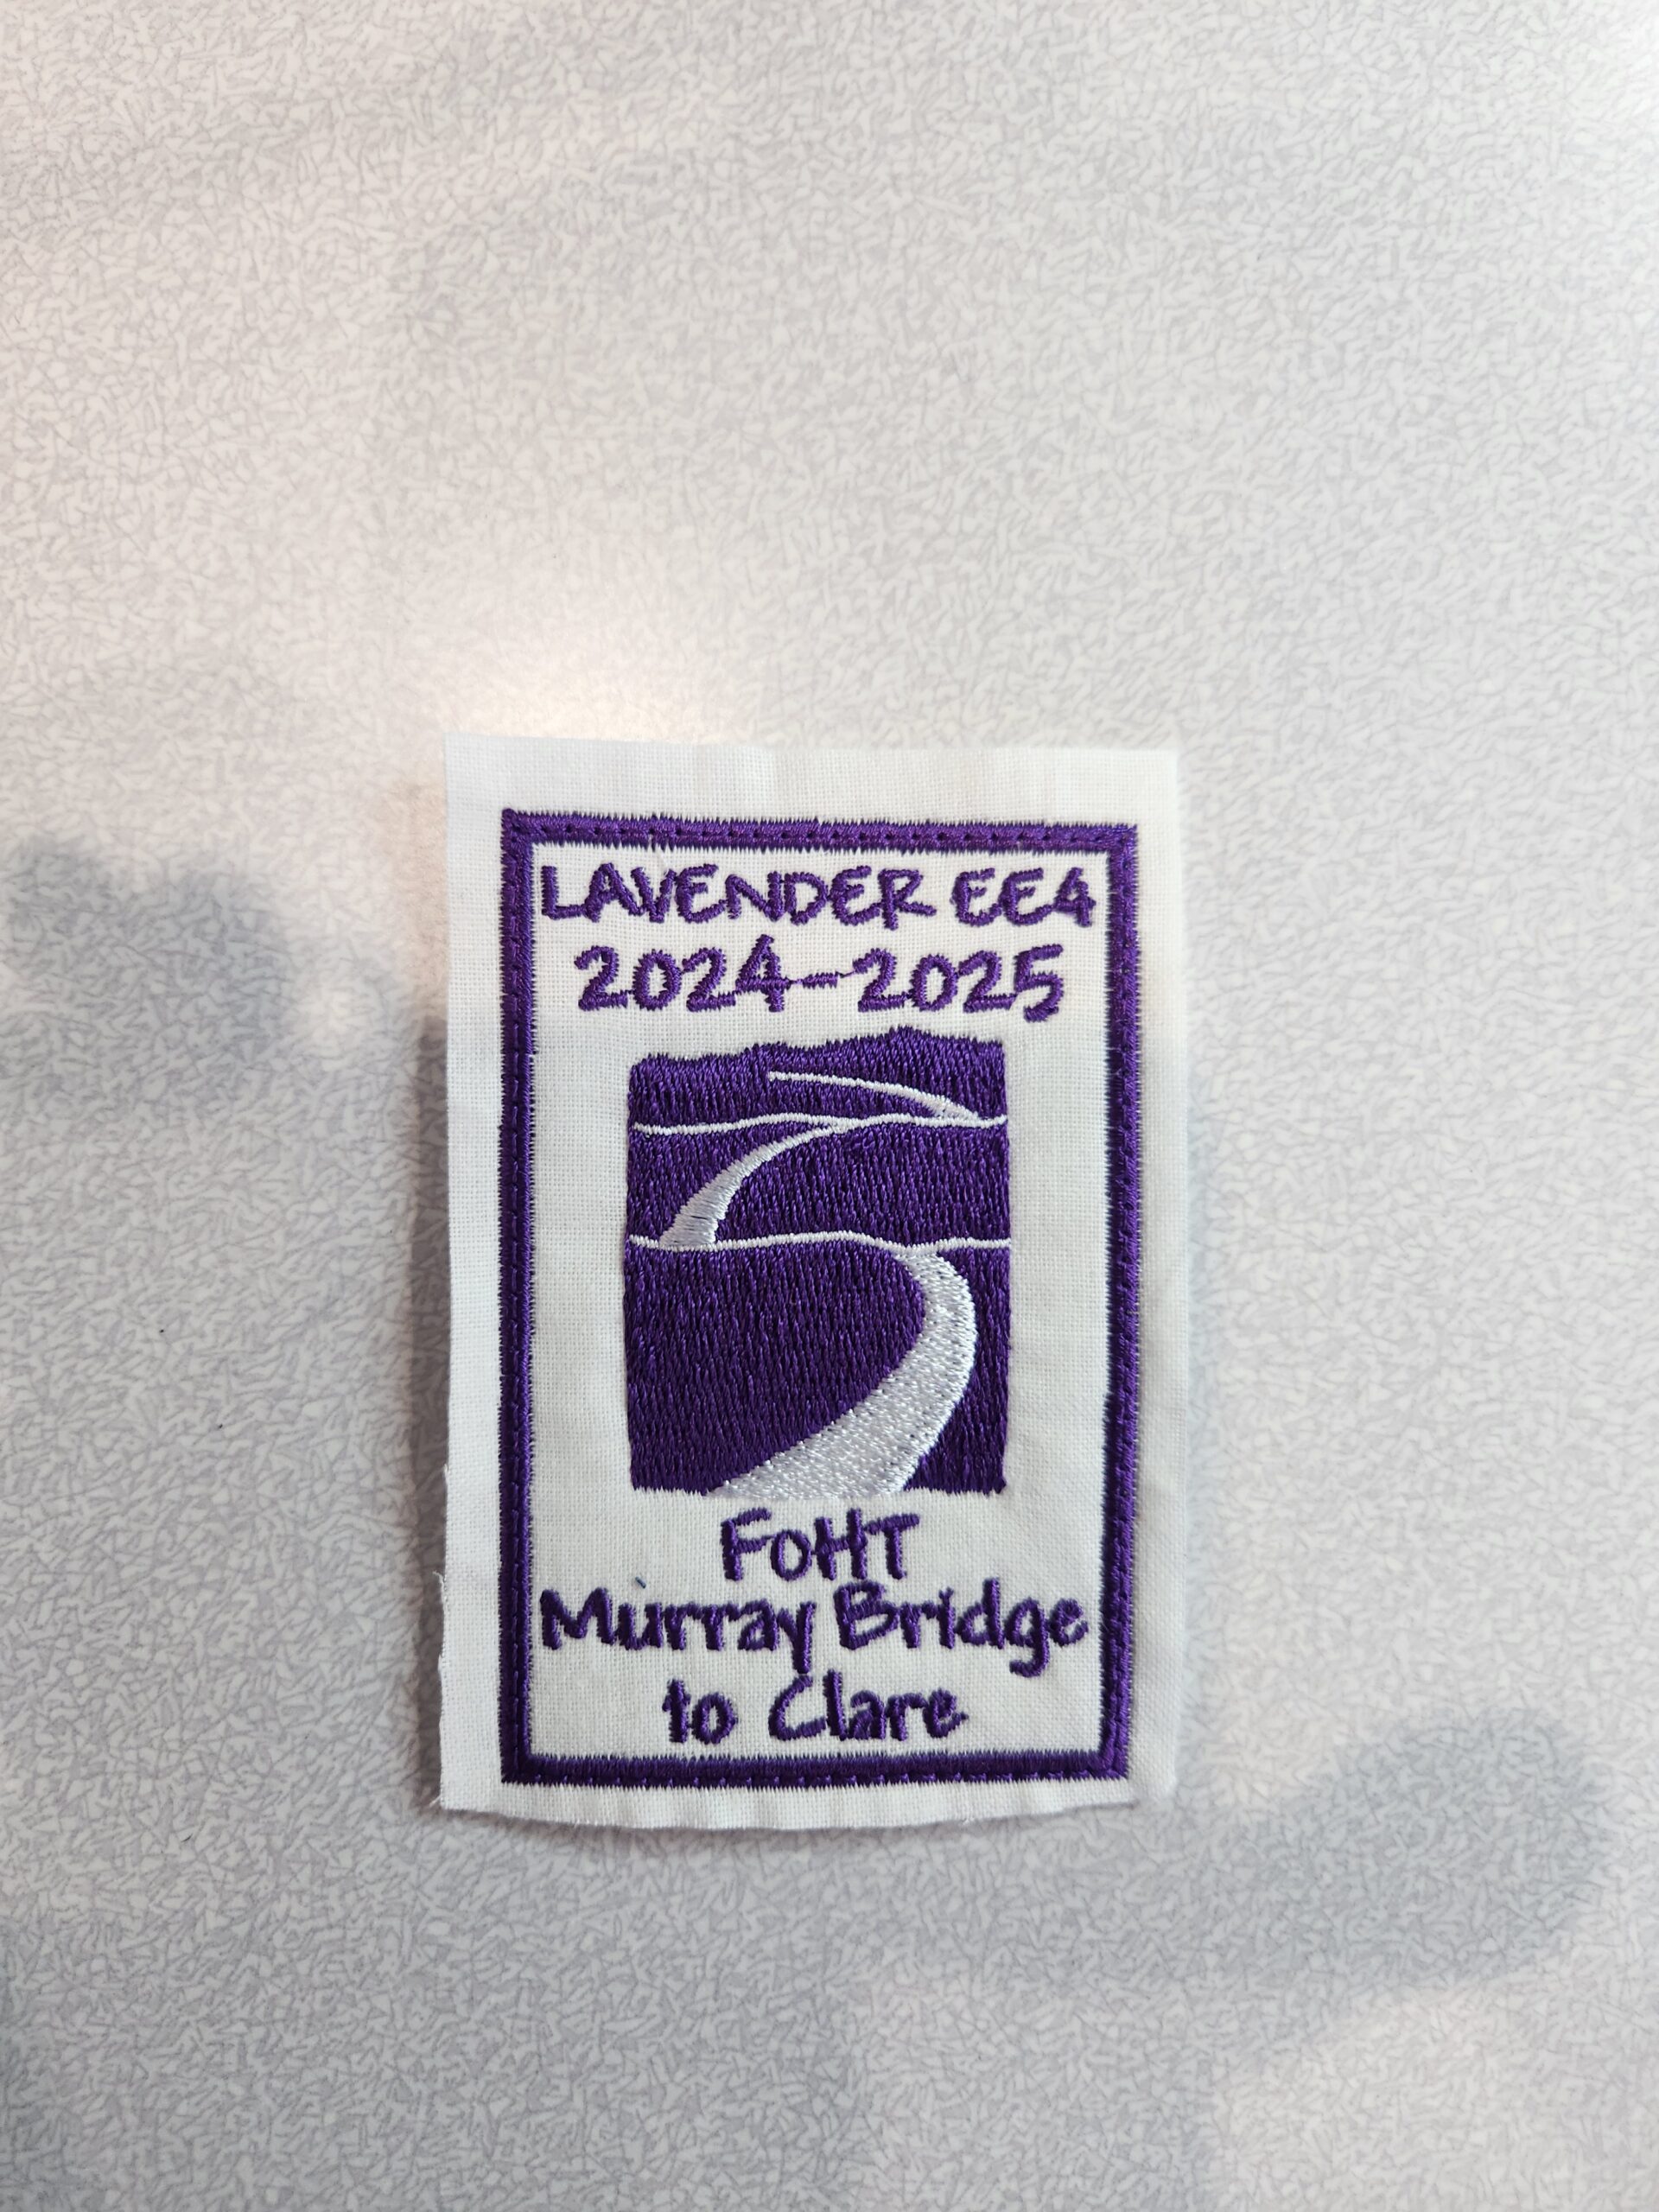 LAVENDER EE4
2024-2025
FoHT
Murray Bridge
to Clare